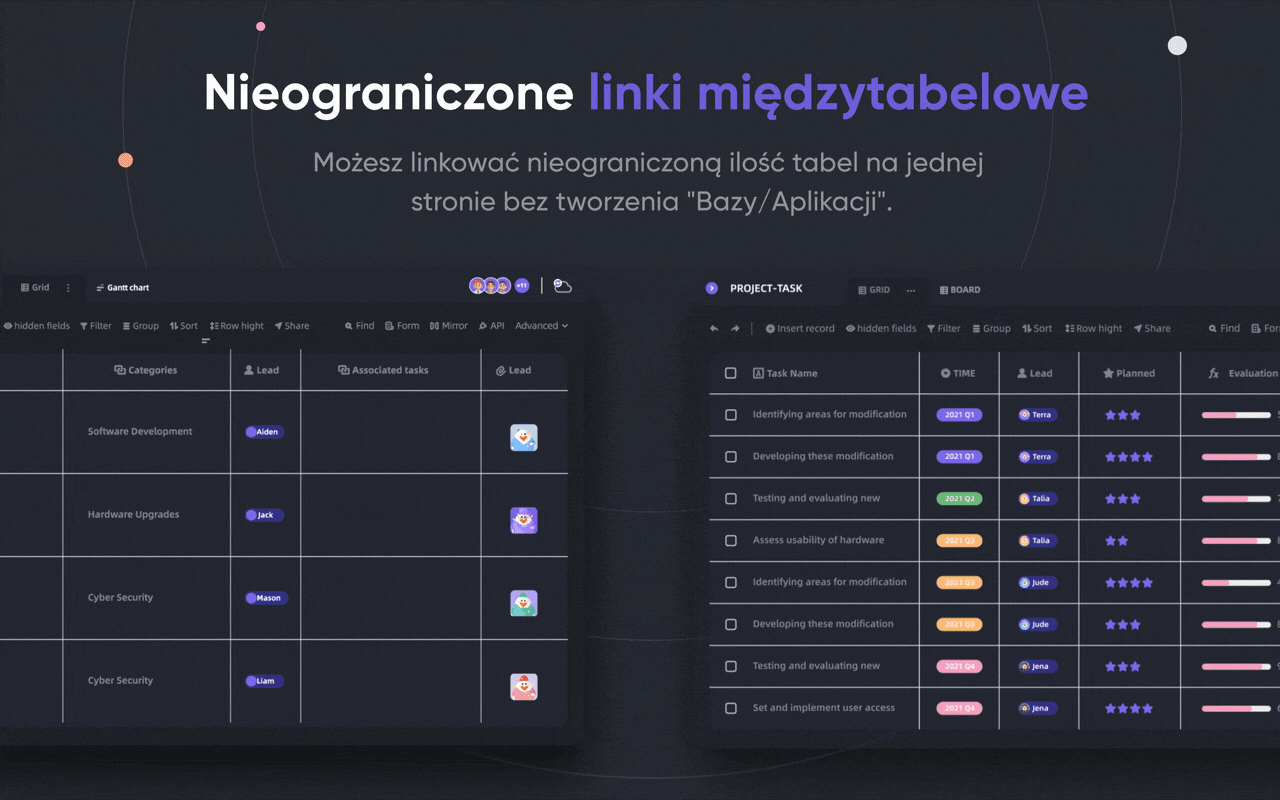 Nieograniczone linki międzytabelowe
Możesz linkować nieograniczoną ilość tabel na jednej
stronie bez tworzenia "Bazy/Aplikacji".
Grid
Gantt chart
+11
hidden fields Filter Group Sort Row hight Share Find Form Mirror API Advanced
Categories Lead Associated tasks Lead
Software Development Aiden
Hardware Upgrades Jack
Cyber Security Mason
Cyber Security Liam
PROJECT-TASK GRID ... BOARD
Insert record hidden fields Filter Group Sort Row hight Share Find
Task Name TIME Lead Planned fx Evaluation
Identifying areas for modification 2021 Q1 Terra
Developing these modification 2021 Q1 Terra
Testing and evaluating new 2021 Q2 Talia
Assess usability of hardware 2021 Q3 Talia
Identifying areas for modification 2021 Q3 Jude
Developing these modification 2021 Q3 Jude
Testing and evaluating new 2021 Q4 Jena
Set and implement user access 2021 Q4 Jena